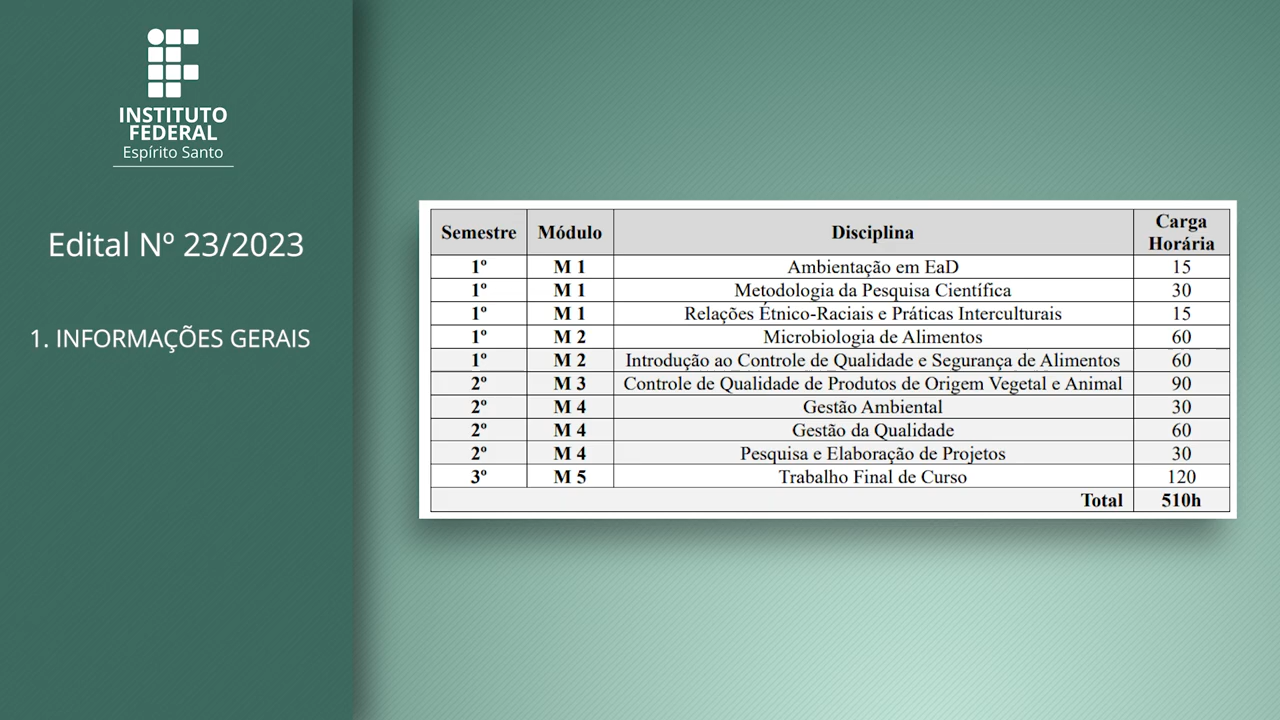 INSTITUTO
FEDERAL
Espírito Santo
Edital Nº 23/2023
1. INFORMAÇÕES GERAIS
Semestre Módulo Disciplina Carga Horária
1º M 1 Ambientação em EaD 15
1º M 1 Metodologia da Pesquisa Científica 30
1º M 1 Relações Étnico-Raciais e Práticas Interculturais 15
1º M 2 Microbiologia de Alimentos 60
1º M 2 Introdução ao Controle de Qualidade e Segurança de Alimentos 60
2º M 3 Controle de Qualidade de Produtos de Origem Vegetal e Animal 90
2º M 4 Gestão Ambiental 30
2º M 4 Gestão da Qualidade 60
2º M 4 Pesquisa e Elaboração de Projetos 30
3º M 5 Trabalho Final de Curso 120
Total 510h